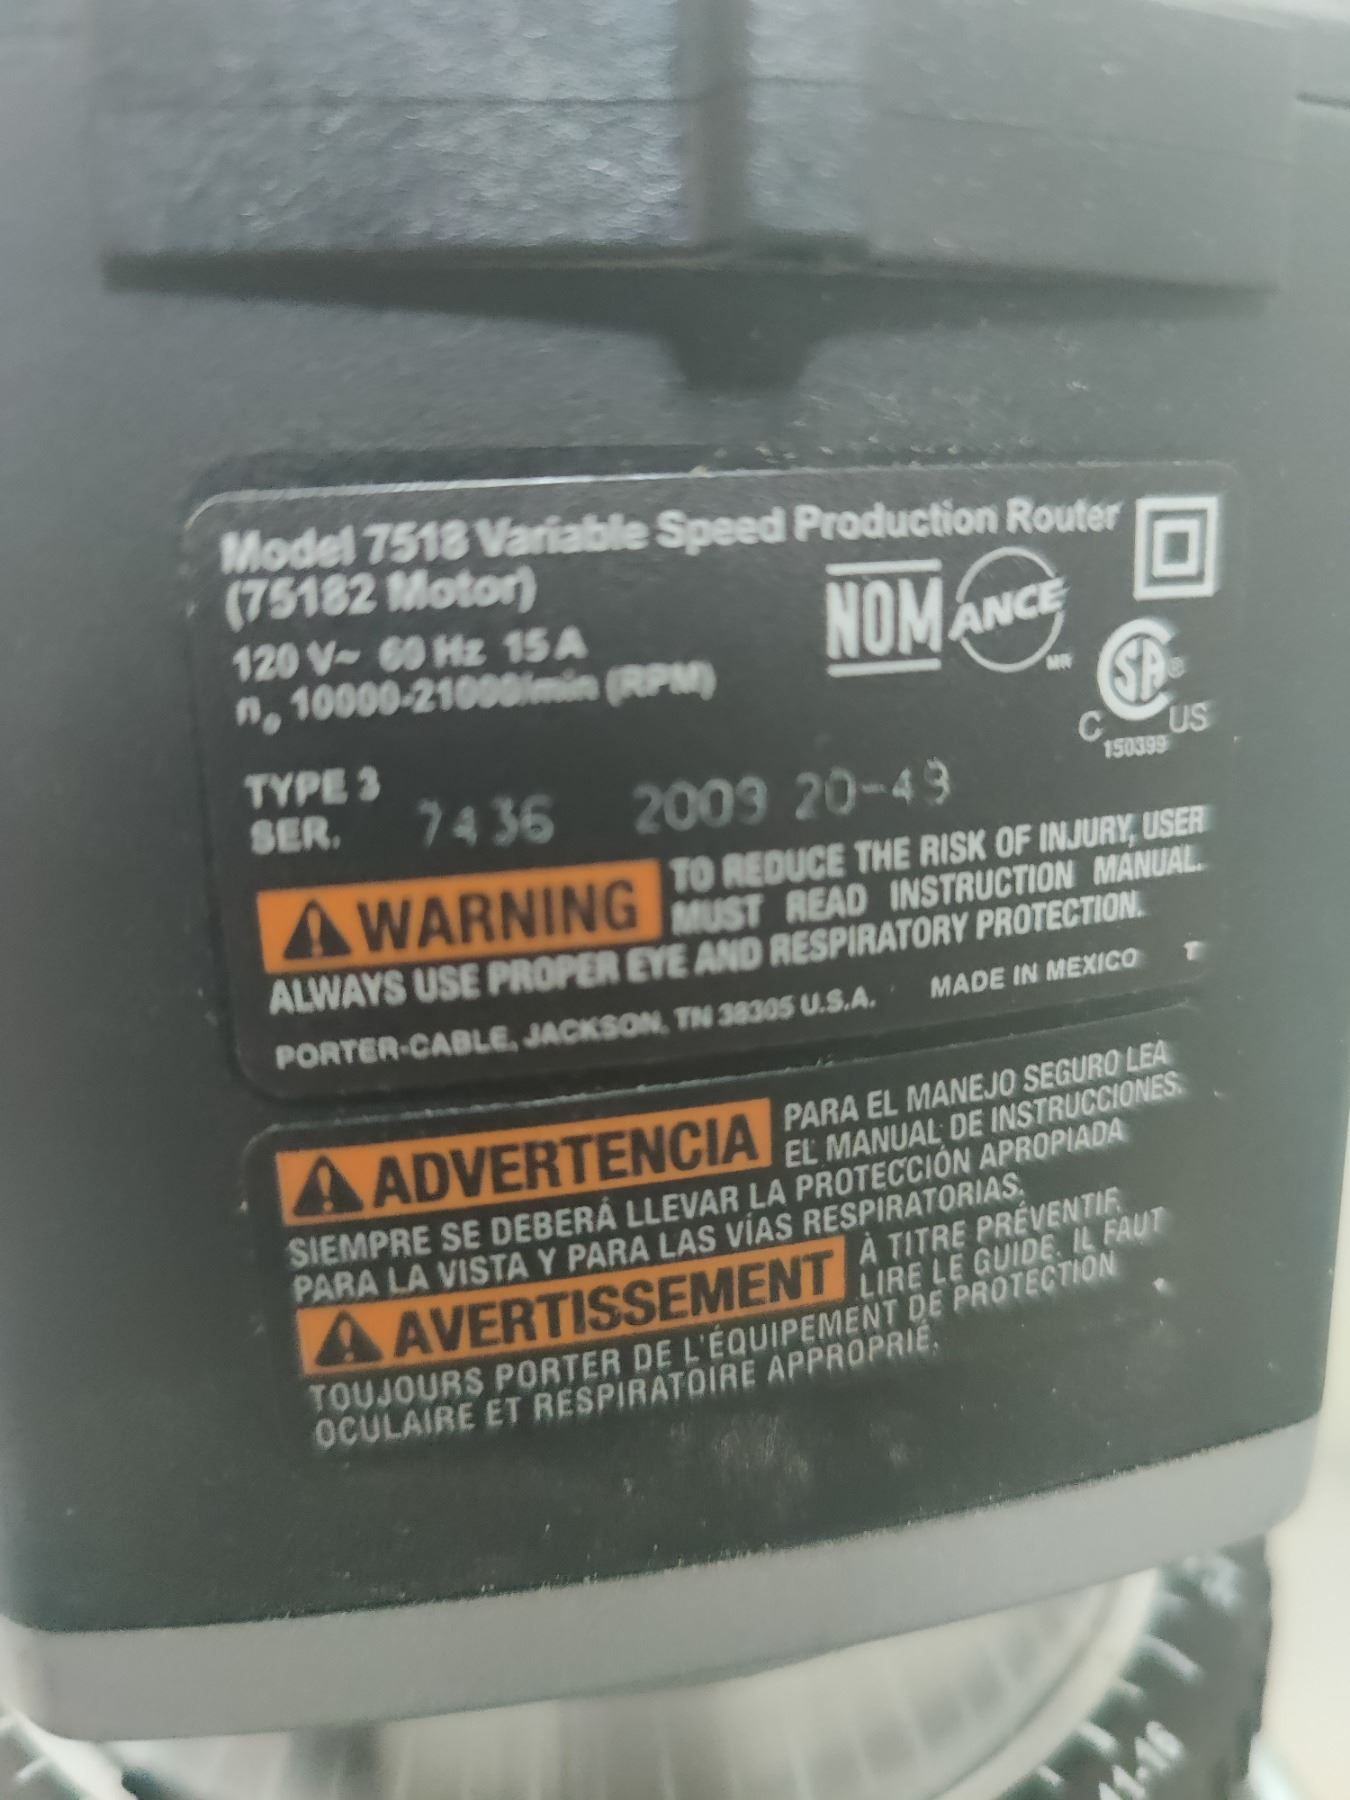 Model 7518 Variable Speed Production Router
(75182 Motor)
120 V~ 60 Hz 15 A
n₀ 10000-21000/min (RPM)
NOM ANCE
MR
SA ®
C US
150399
TYPE 3
SER. 7436 2009 20-49
WARNING TO REDUCE THE RISK OF INJURY, USER
MUST READ INSTRUCTION MANUAL.
ALWAYS USE PROPER EYE AND RESPIRATORY PROTECTION.
PORTER-CABLE, JACKSON, TN 38305 U.S.A. MADE IN MEXICO T
ADVERTENCIA PARA EL MANEJO SEGURO LEA
EL MANUAL DE INSTRUCCIONES.
SIEMPRE SE DEBERÁ LLEVAR LA PROTECCIÓN APROPIADA
PARA LA VISTA Y PARA LAS VÍAS RESPIRATORIAS.
AVERTISSEMENT À TITRE PRÉVENTIF,
LIRE LE GUIDE. IL FAUT
TOUJOURS PORTER DE L'ÉQUIPEMENT DE PROTECTION
OCULAIRE ET RESPIRATOIRE APPROPRIÉ.